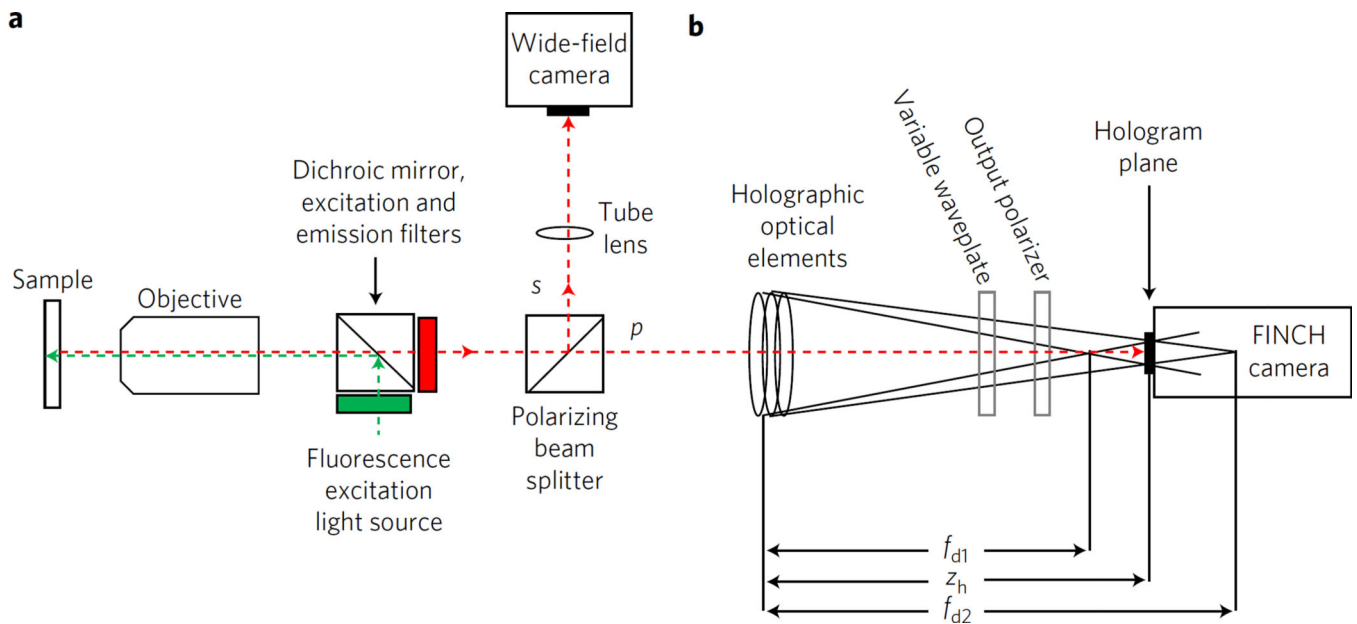 a
Wide-field
camera
Dichroic mirror,
excitation and
emission filters
Tube
lens
Sample
Objective
s
p
Polarizing
beam
splitter
Fluorescence
excitation
light source
b
Variable waveplate
Output polarizer
Hologram
plane
Holographic
optical
elements
FINCH
camera
fd1
zh
fd2